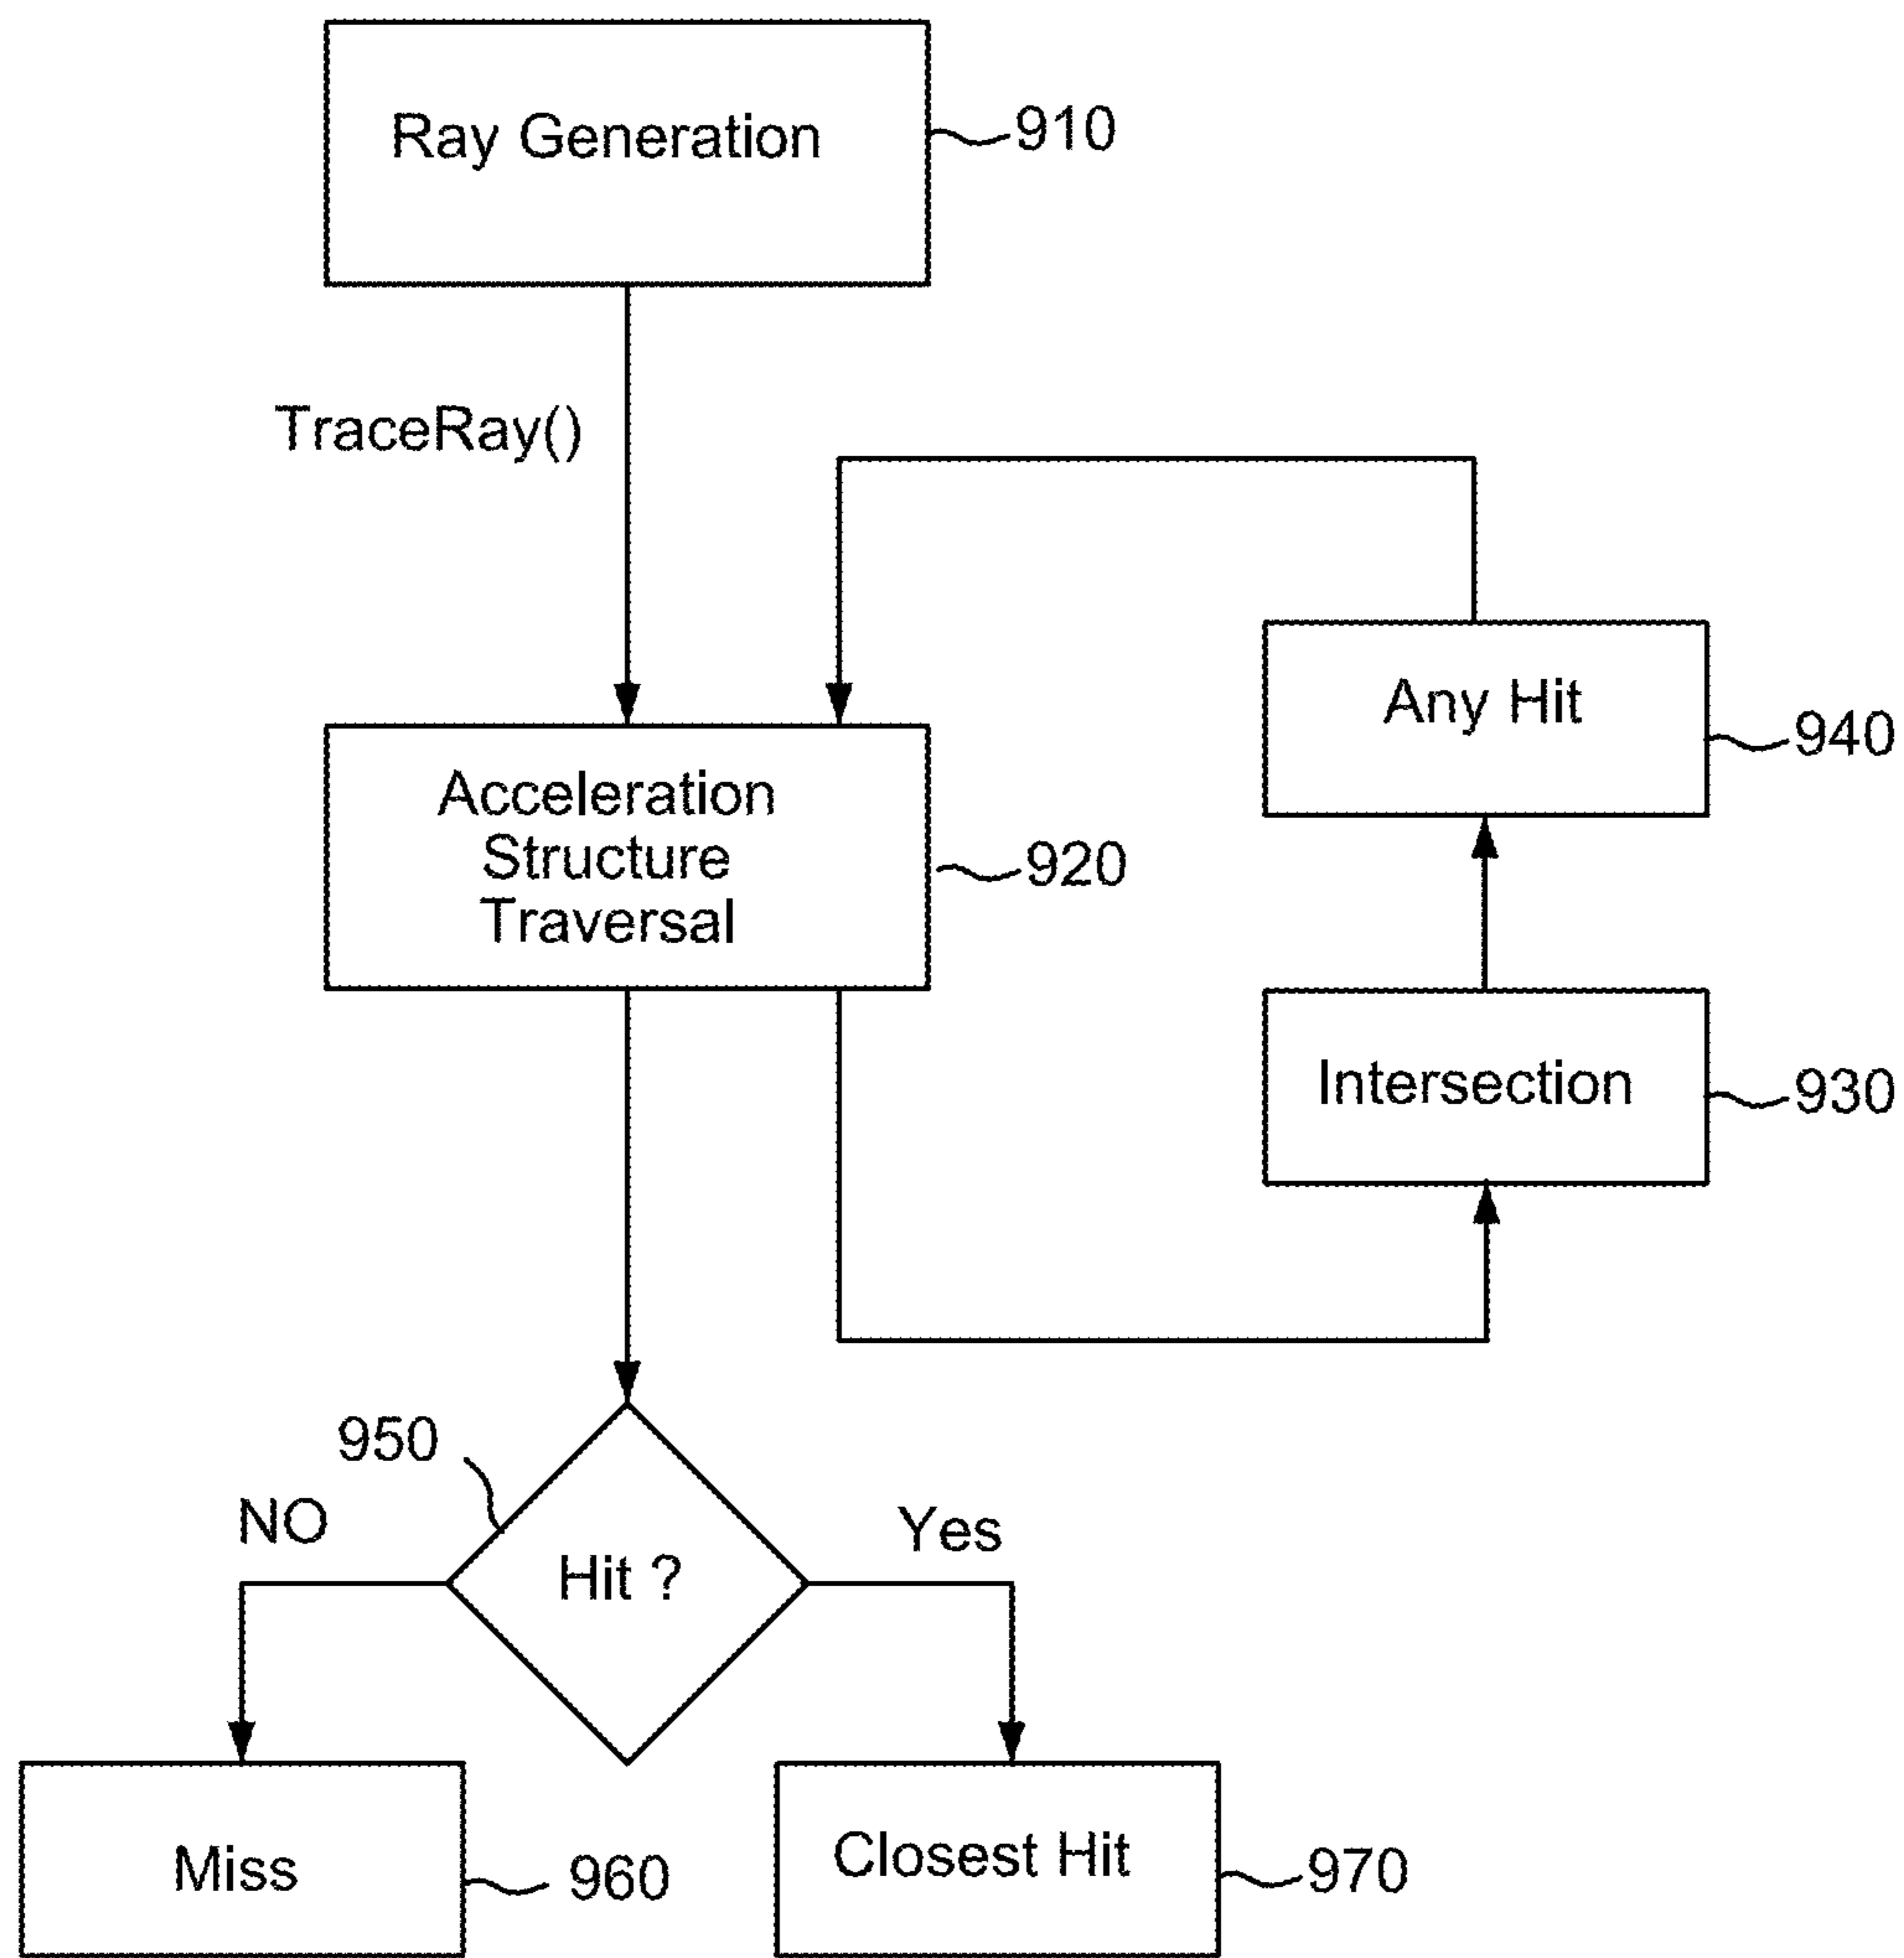 Ray Generation
910
TraceRay()
Any Hit
940
Acceleration
Structure
Traversal
920
Intersection
930
950
NO
Yes
Hit ?
Miss
960
Closest Hit
970